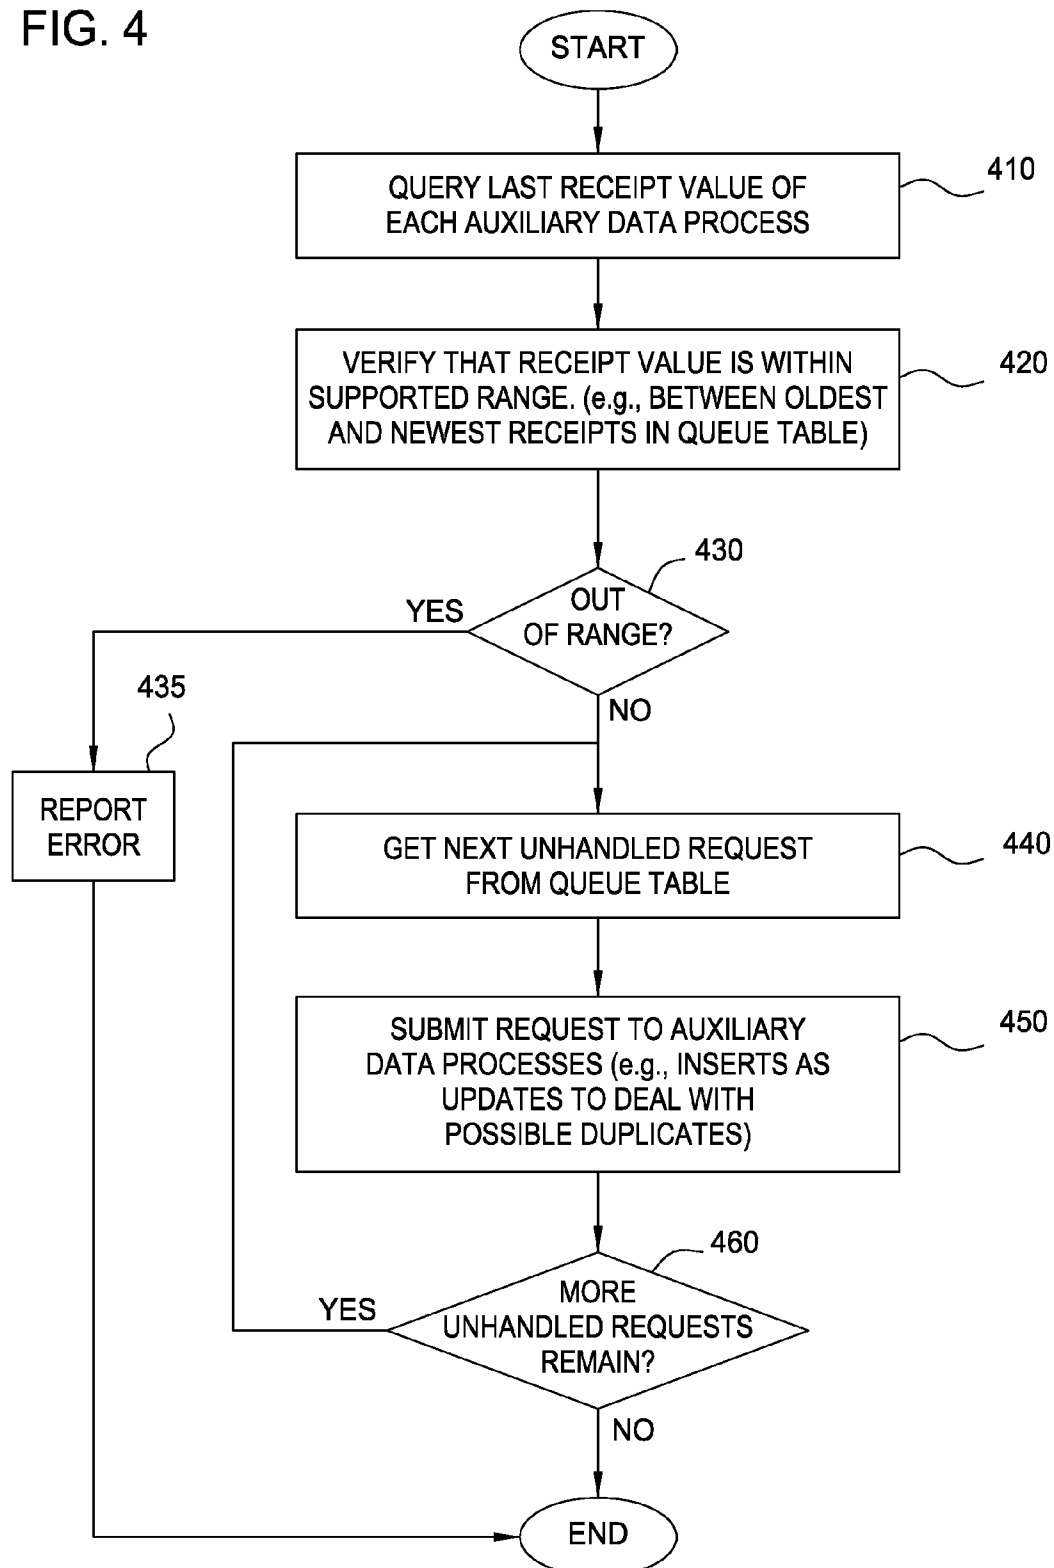 FIG. 4
START
QUERY LAST RECEIPT VALUE OF
EACH AUXILIARY DATA PROCESS
410
VERIFY THAT RECEIPT VALUE IS WITHIN
SUPPORTED RANGE. (e.g., BETWEEN OLDEST
AND NEWEST RECEIPTS IN QUEUE TABLE)
420
OUT
OF RANGE?
430
YES
NO
435
REPORT
ERROR
GET NEXT UNHANDLED REQUEST
FROM QUEUE TABLE
440
SUBMIT REQUEST TO AUXILIARY
DATA PROCESSES (e.g., INSERTS AS
UPDATES TO DEAL WITH
POSSIBLE DUPLICATES)
450
MORE
UNHANDLED REQUESTS
REMAIN?
460
YES
NO
END